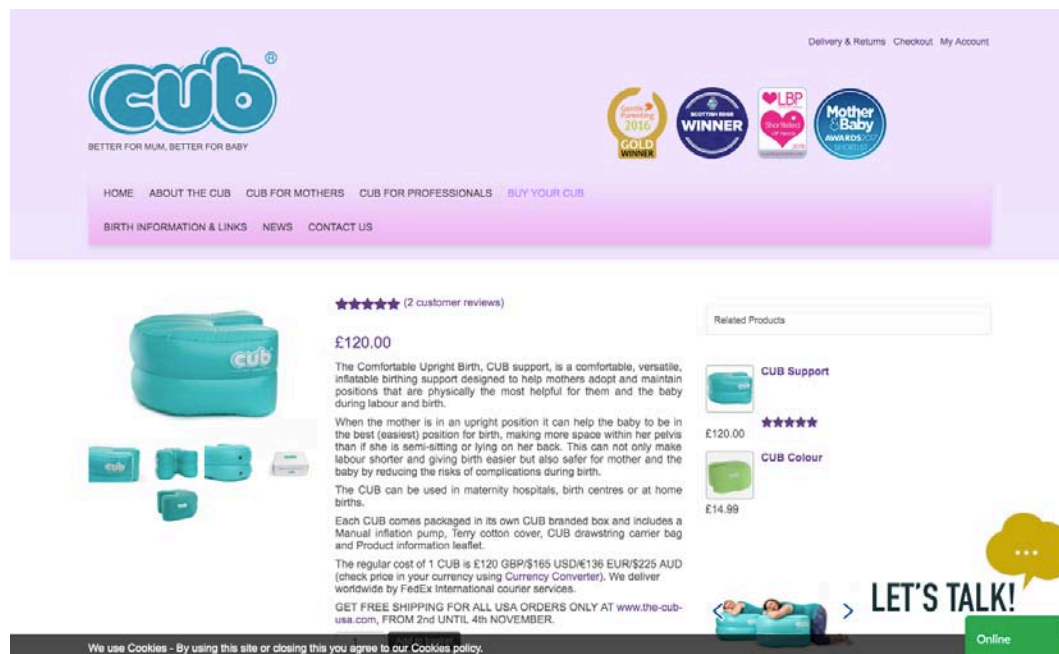 Delivery & Returns Checkout My Account
cub®
BETTER FOR MUM, BETTER FOR BABY
Gentle Parenting 2016 GOLD WINNER
SCOTTISH EDGE WINNER
LBP Shortlisted
Mother & Baby AWARDS 2017 SHORTLIST
HOME ABOUT THE CUB CUB FOR MOTHERS CUB FOR PROFESSIONALS BUY YOUR CUB
BIRTH INFORMATION & LINKS NEWS CONTACT US
cub
(2 customer reviews)
£120.00
The Comfortable Upright Birth, CUB support, is a comfortable, versatile,
inflatable birthing support designed to help mothers adopt and maintain
positions that are physically the most helpful for them and the baby
during labour and birth.
When the mother is in an upright position it can help the baby to be in
the best (easiest) position for birth, making more space within her pelvis
than if she is semi-sitting or lying on her back. This can not only make
labour shorter and giving birth easier but also safer for mother and the
baby by reducing the risks of complications during birth.
The CUB can be used in maternity hospitals, birth centres or at home
births.
Each CUB comes packaged in its own CUB branded box and includes a
Manual inflation pump, Terry cotton cover, CUB drawstring carrier bag
and Product information leaflet.
The regular cost of 1 CUB is £120 GBP/$165 USD/€136 EUR/$225 AUD
(check price in your currency using Currency Converter). We deliver
worldwide by FedEx International courier services.
GET FREE SHIPPING FOR ALL USA ORDERS ONLY AT www.the-cub-
usa.com, FROM 2nd UNTIL 4th NOVEMBER.
Related Products
CUB Support
£120.00
CUB Colour
£14.99
LET'S TALK!
Online
We use Cookies - By using this site or closing this you agree to our Cookies policy.